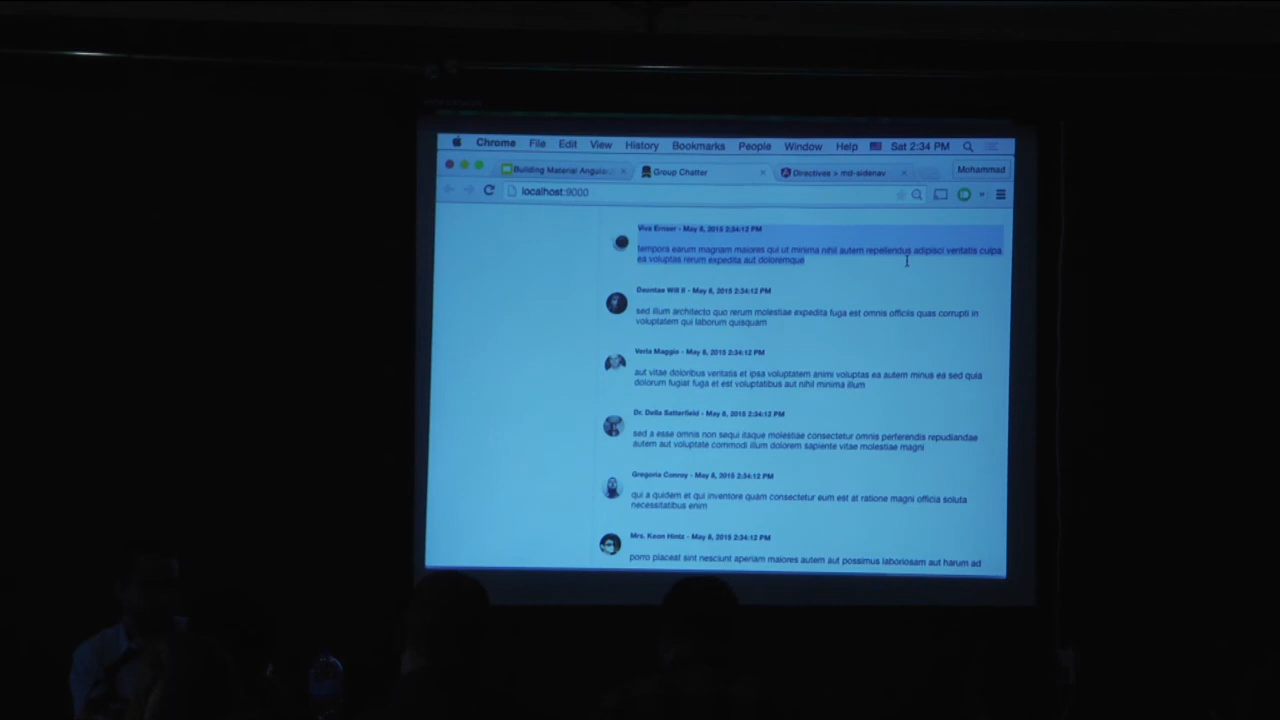 Chrome File Edit View History Bookmarks People Window Help Sat 2:34 PM
Building Material Angular Group Chatter Directives > md-sidenav Mohammad
localhost:9000
Viva Ernser - May 8, 2015 2:34:12 PM
tempora earum magnam maiores qui ut minima nihil autem repellendus adipisci veritatis culpa
ea voluptas rerum expedita aut doloremque
Deontae Will II - May 8, 2015 2:34:12 PM
sed illum architecto quo rerum molestiae expedita fuga est omnis officiis quas corrupti in
voluptatem qui laborum quisquam
Verla Maggio - May 8, 2015 2:34:12 PM
aut vitae doloribus veritatis et ipsa voluptatem animi voluptas ea autem minus ea sed quia
dolorum fugiat fuga et est voluptatibus aut nihil minima illum
Dr. Della Satterfield - May 8, 2015 2:34:12 PM
sed a esse omnis non sequi itaque molestiae consectetur omnis perferendis repudiandae
autem aut voluptate commodi illum dolorem sapiente vitae molestiae magni
Gregoria Conroy - May 8, 2015 2:34:12 PM
qui a quidem et qui inventore quam consectetur eum est at ratione magni officia soluta
necessitatibus enim
Mrs. Keon Hintz - May 8, 2015 2:34:12 PM
porro placeat sint nesciunt aperiam maiores autem aut possimus laboriosam aut harum ad